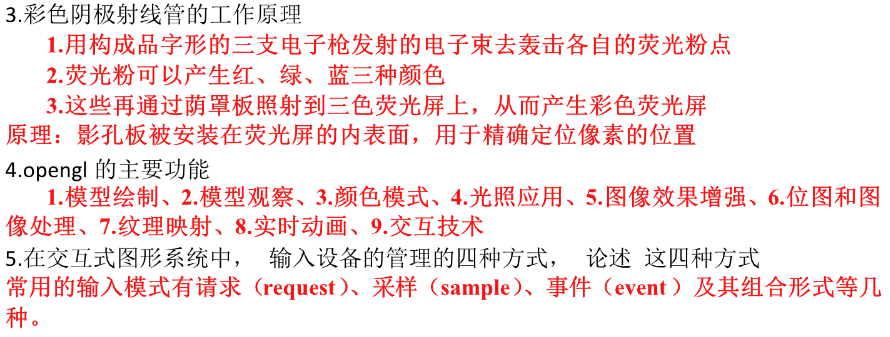 3.彩色阴极射线管的工作原理
1.用构成品字形的三支电子枪发射的电子束去轰击各自的荧光粉点
2.荧光粉可以产生红、绿、蓝三种颜色
3.这些再通过荫罩板照射到三色荧光屏上，从而产生彩色荧光屏
原理：影孔板被安装在荧光屏的内表面，用于精确定位像素的位置
4.opengl 的主要功能
1.模型绘制、2.模型观察、3.颜色模式、4.光照应用、5.图像效果增强、6.位图和图
像处理、7.纹理映射、8.实时动画、9.交互技术
5.在交互式图形系统中， 输入设备的管理的四种方式， 论述 这四种方式
常用的输入模式有请求（request）、采样（sample）、事件（event）及其组合形式等几
种。